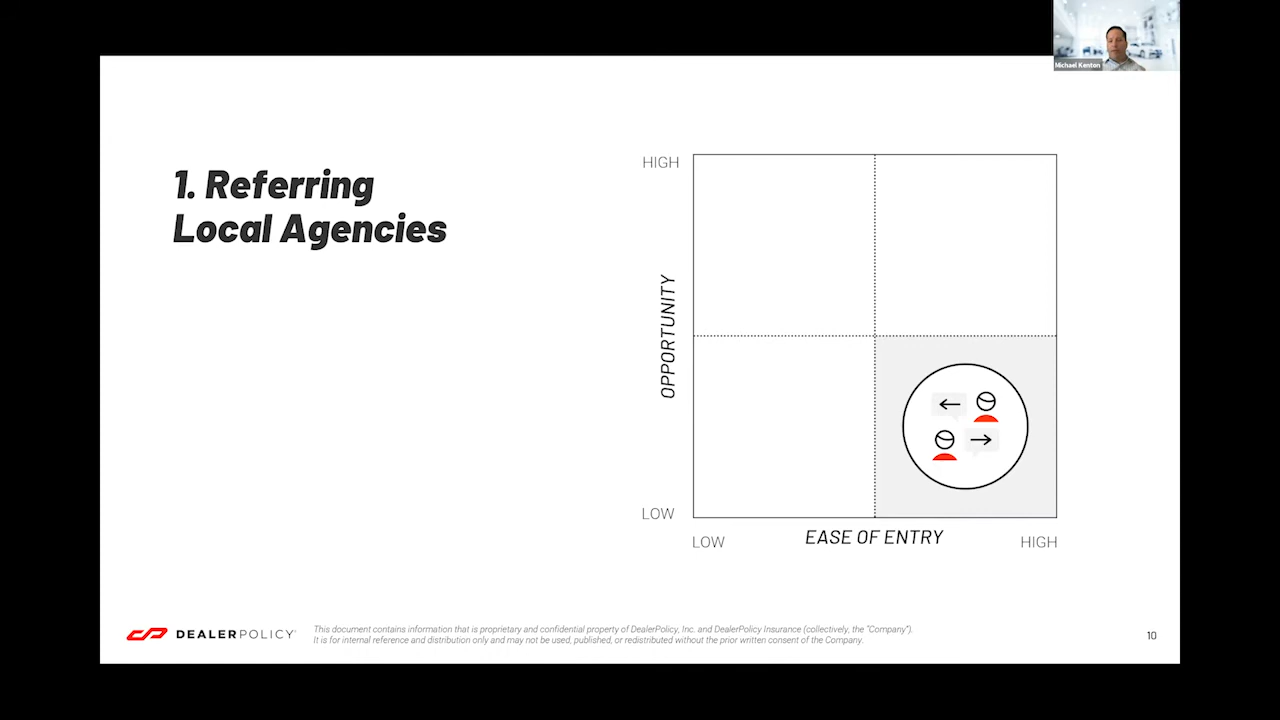 Michael Kenton
1. Referring
Local Agencies
HIGH
OPPORTUNITY
LOW
LOW
EASE OF ENTRY
HIGH
DEALERPOLICY
This document contains information that is proprietary and confidential property of DealerPolicy, Inc. and DealerPolicy Insurance (collectively, the "Company").
It is for internal reference and distribution only and may not be used, published, or redistributed without the prior written consent of the Company.
10